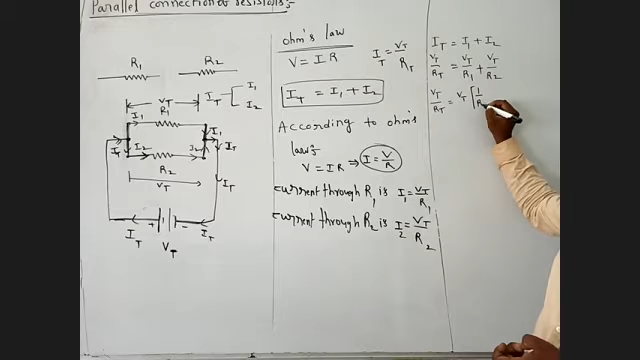 Parallel connection of resistors:
R1 R2
VT
R1
IT I1
I2
I1 I1
IT I2 I2 IT
R2
VT IT
IT + - IT
VT
ohm's law
V = I R
IT = VT/RT
IT = I1 + I2
According to ohm's
law:
V = IR ⇒ I = V/R
current through R1 is I1 = VT/R1
current through R2 is I2 = VT/R2
IT = I1 + I2
VT/RT = VT/R1 + VT/R2
VT/RT = VT [1/R